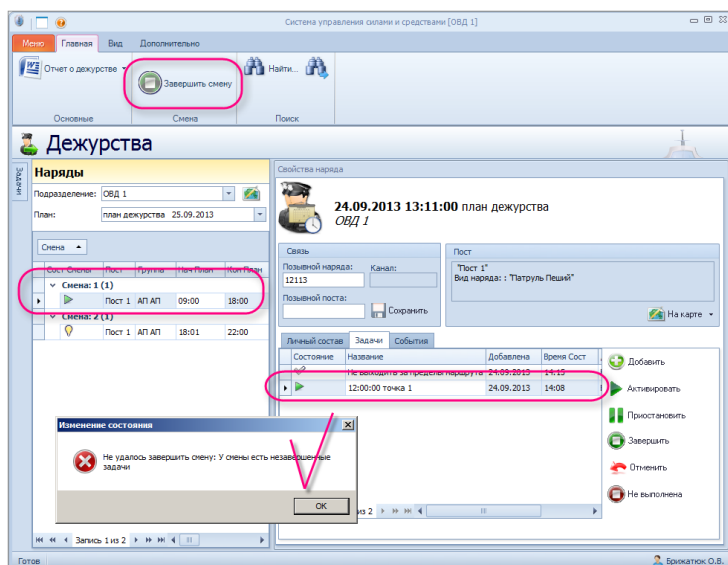 Система управления силами и средствами [ОВД 1]
Меню Главная Вид Дополнительно
Отчет о дежурстве
Завершить смену
Найти...
Основные Смена Поиск
Дежурства
Задачи
Наряды
Подразделение: ОВД 1
План: план дежурства 25.09.2013
Смена
Сост Смены Пост Группа Нач План Кон План
Смена: 1 (1)
Пост 1 АП АП 09:00 18:00
Смена: 2 (1)
Пост 1 АП АП 18:01 22:00
Запись 1 из 2
Свойства наряда
24.09.2013 13:11:00 план дежурства
ОВД 1
Связь
Позывной наряда: Канал:
12113
Позывной поста:
Сохранить
Пост
"Пост 1"
Вид наряда: : "Патруль Пеший"
На карте
Личный состав Задачи События
Состояние Название Добавлена Время Сост
Не выходить за пределы маршрута 24.09.2013 14:15
12:00:00 точка 1 24.09.2013 14:08
Добавить
Активировать
Приостановить
Завершить
Отменить
Не выполнена
из 2
Изменение состояния
Не удалось завершить смену: У смены есть незавершенные
задачи
OK
Готов
Брижатюк О.В.